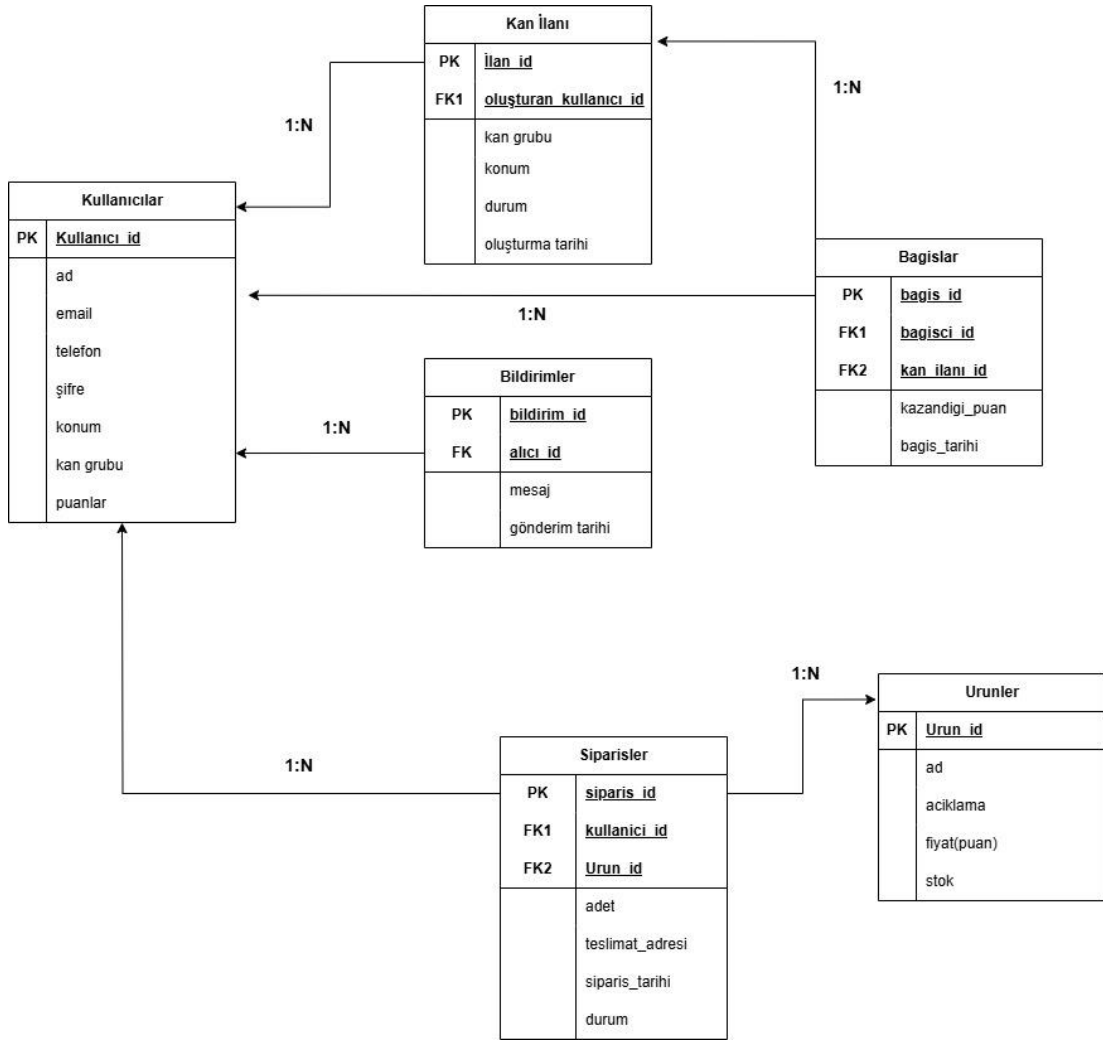 Kan İlanı
PK İlan_id
FK1 oluşturan_kullanıcı_id
kan grubu
konum
durum
oluşturma tarihi
1:N
1:N
Kullanıcılar
PK Kullanıcı_id
ad
email
telefon
şifre
konum
kan grubu
puanlar
1:N
Bagislar
PK bagis_id
FK1 bagisci_id
FK2 kan_ilanı_id
kazandigi_puan
bagis_tarihi
1:N
Bildirimler
PK bildirim_id
FK alıcı_id
mesaj
gönderim tarihi
1:N
1:N
Siparisler
PK siparis_id
FK1 kullanici_id
FK2 Urun_id
adet
teslimat_adresi
siparis_tarihi
durum
Urunler
PK Urun_id
ad
aciklama
fiyat(puan)
stok